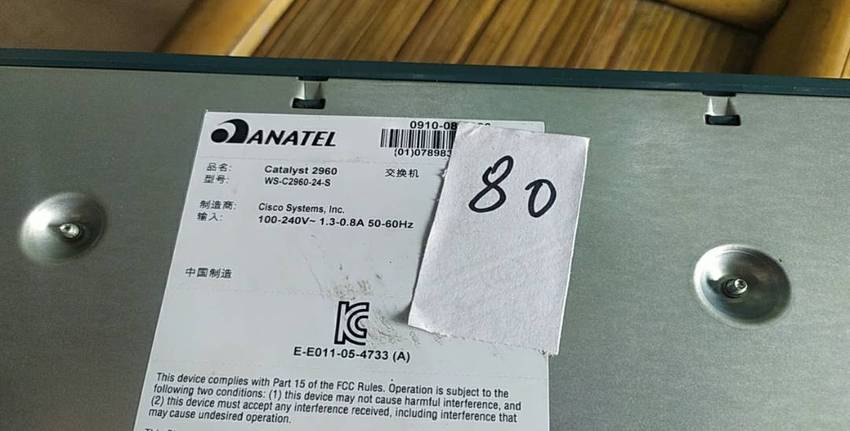 ANATEL
0910-08
(01)07898
80
品名: Catalyst 2960 交换机
型号: WS-C2960-24-S
制造商: Cisco Systems, Inc.
输入: 100-240V~ 1.3-0.8A 50-60Hz
中国制造
E-E011-05-4733 (A)
This device complies with Part 15 of the FCC Rules. Operation is subject to the
following two conditions: (1) this device may not cause harmful interference, and
(2) this device must accept any interference received, including interference that
may cause undesired operation.